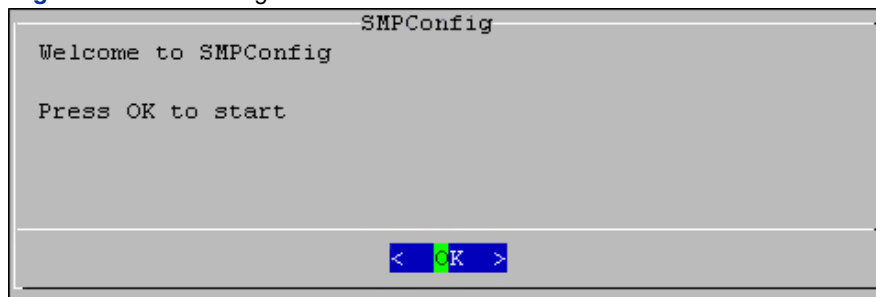 SMPConfig
Welcome to SMPConfig
Press OK to start
< OK >